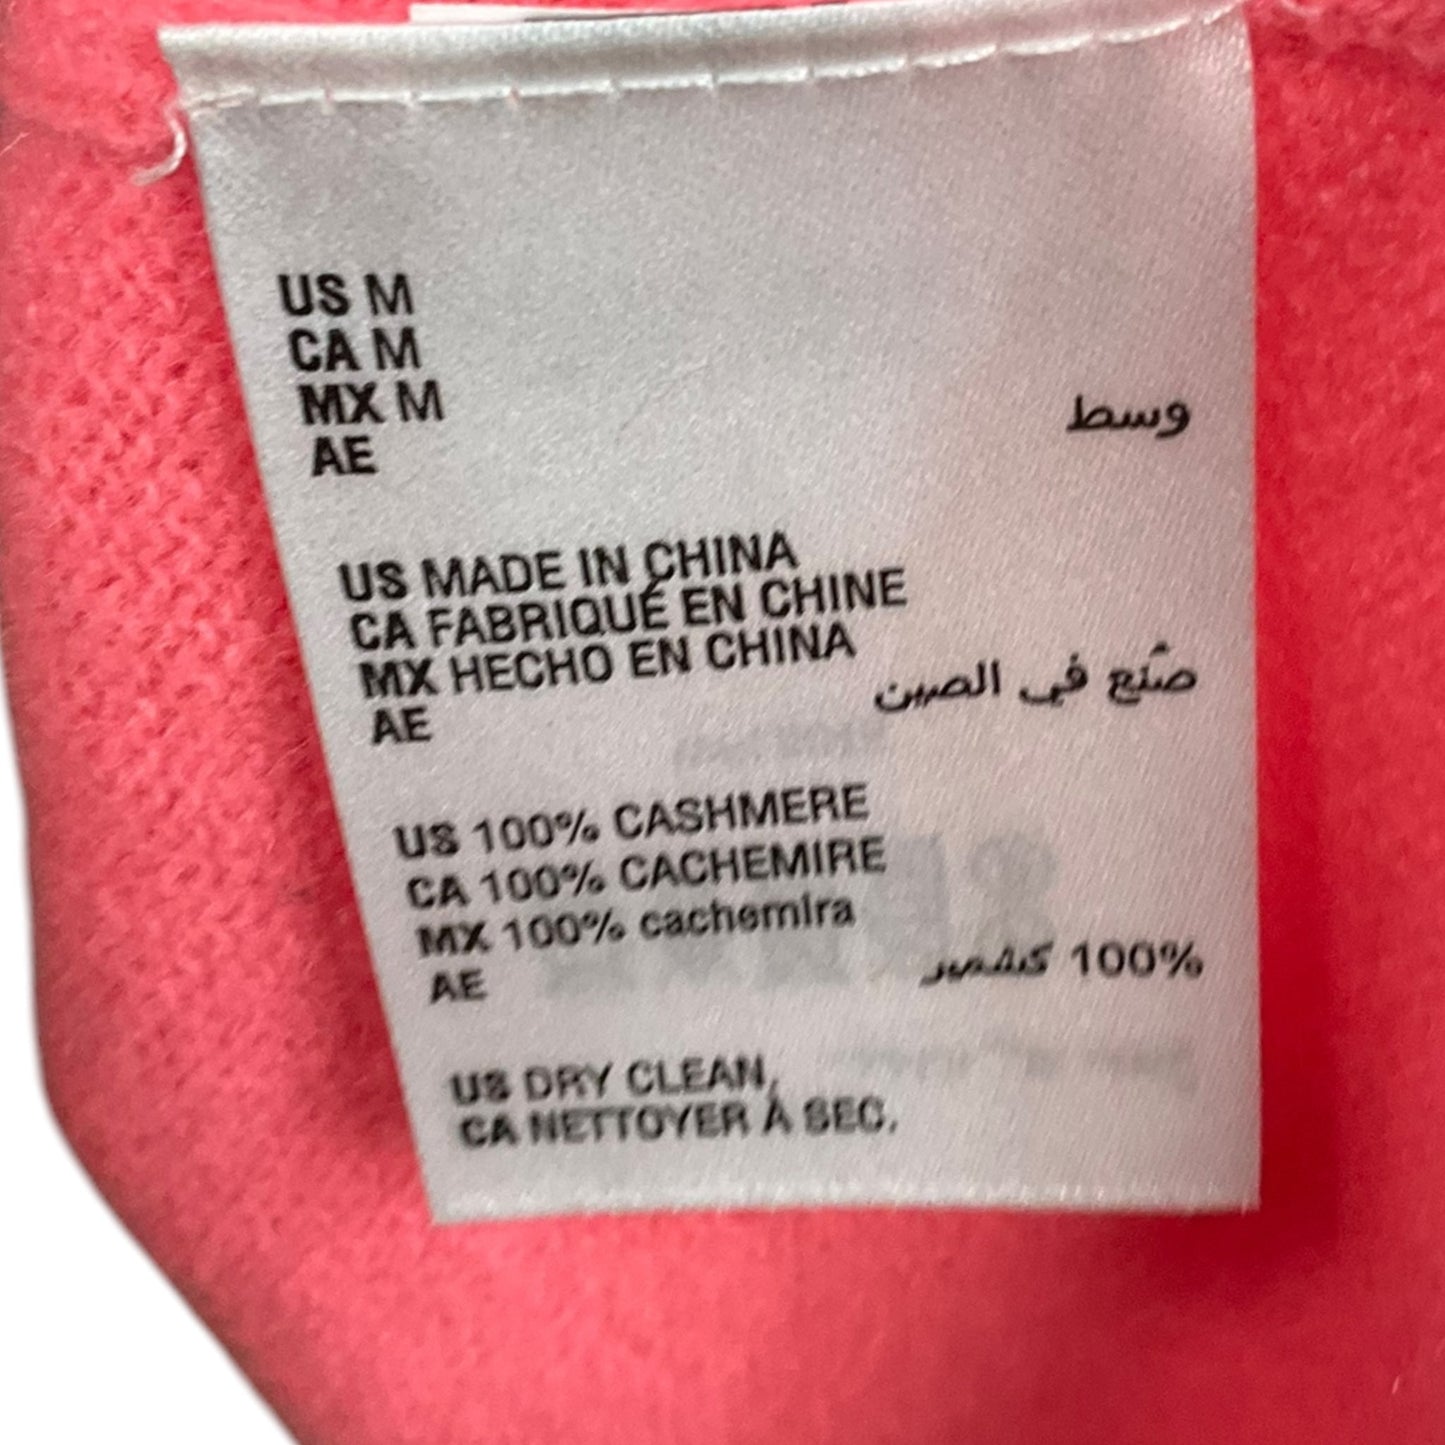 US M
CA M
MX M
AE وسط
US MADE IN CHINA
CA FABRIQUÉ EN CHINE
MX HECHO EN CHINA
AE صُنع في الصين
US 100% CASHMERE
CA 100% CACHEMIRE
MX 100% cachemira
AE 100% كشمير
US DRY CLEAN,
CA NETTOYER À SEC.